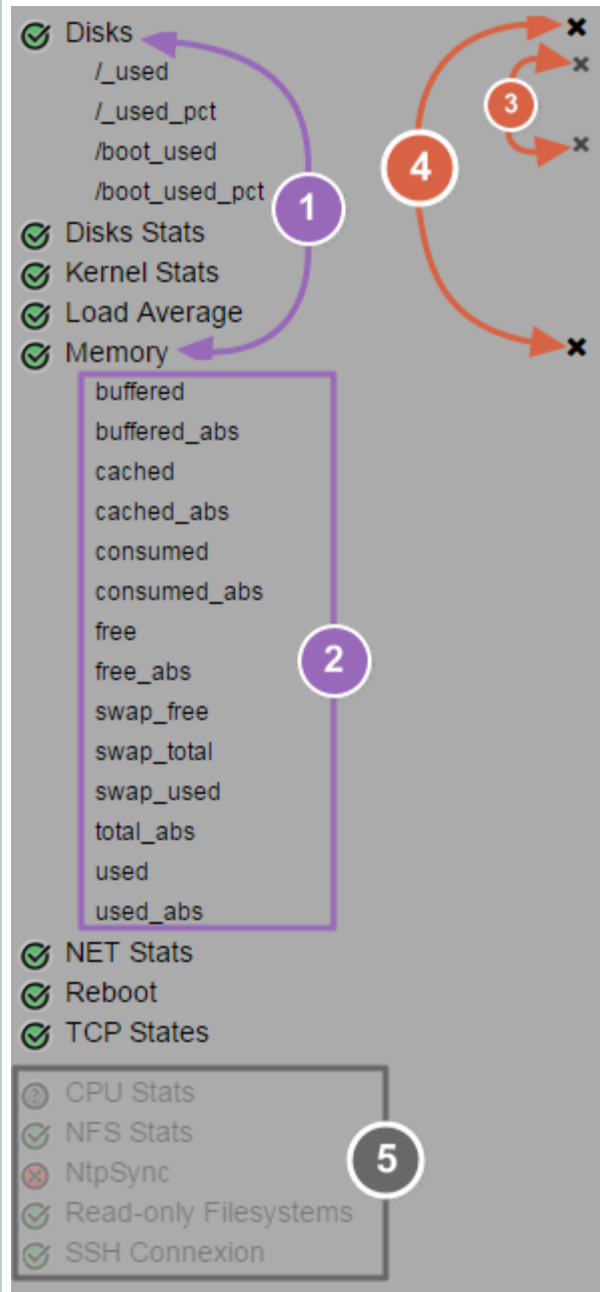 Disks
/_used
3
/_used_pct
/boot_used
4
/boot_used_pct
1
Disks Stats
Kernel Stats
Load Average
Memory
buffered
buffered_abs
cached
cached_abs
consumed
consumed_abs
free
2
free_abs
swap_free
swap_total
swap_used
total_abs
used
used_abs
NET Stats
Reboot
TCP States
CPU Stats
NFS Stats
5
NtpSync
Read-only Filesystems
SSH Connexion